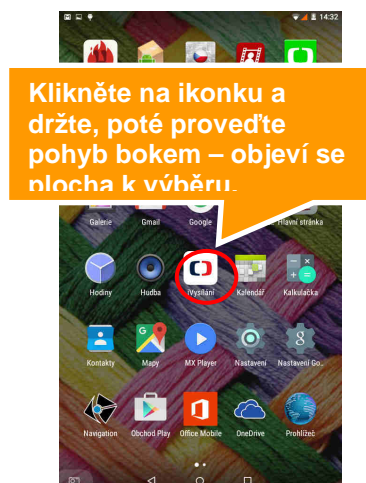 14:32
Klikněte na ikonku a
držte, poté proveďte
pohyb bokem – objeví se
plocha k výběru.
Galerie Gmail Google Hlavní stránka
Hodiny Hudba iVysílání Kalendář Kalkulačka
Kontakty Mapy MX Player Nastavení Nastavení Go..
Navigation Obchod Play Office Mobile OneDrive Prohlížeč